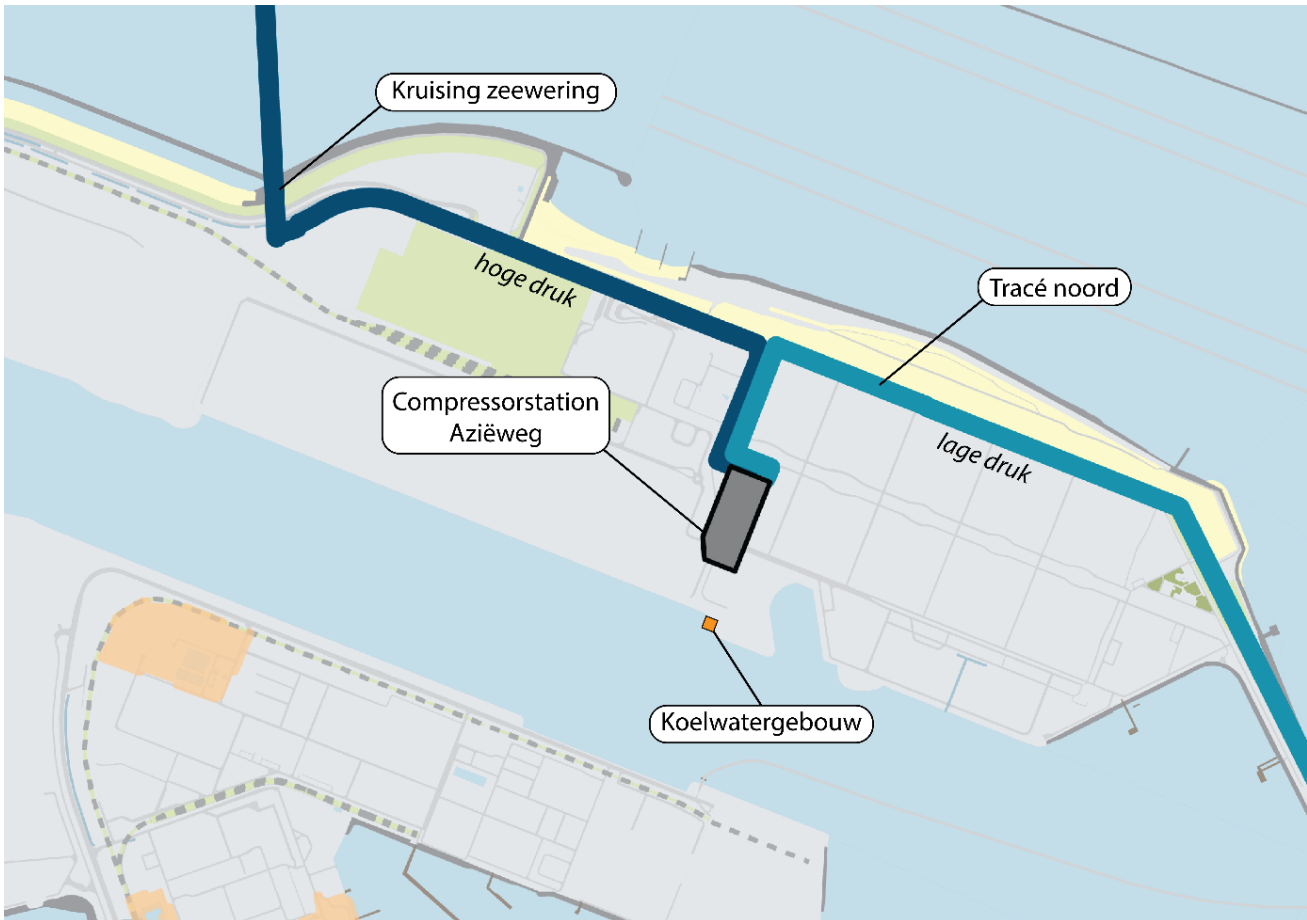 Kruising zeewering
hoge druk
Tracé noord
Compressorstation
Aziëweg
lage druk
Koelwatergebouw